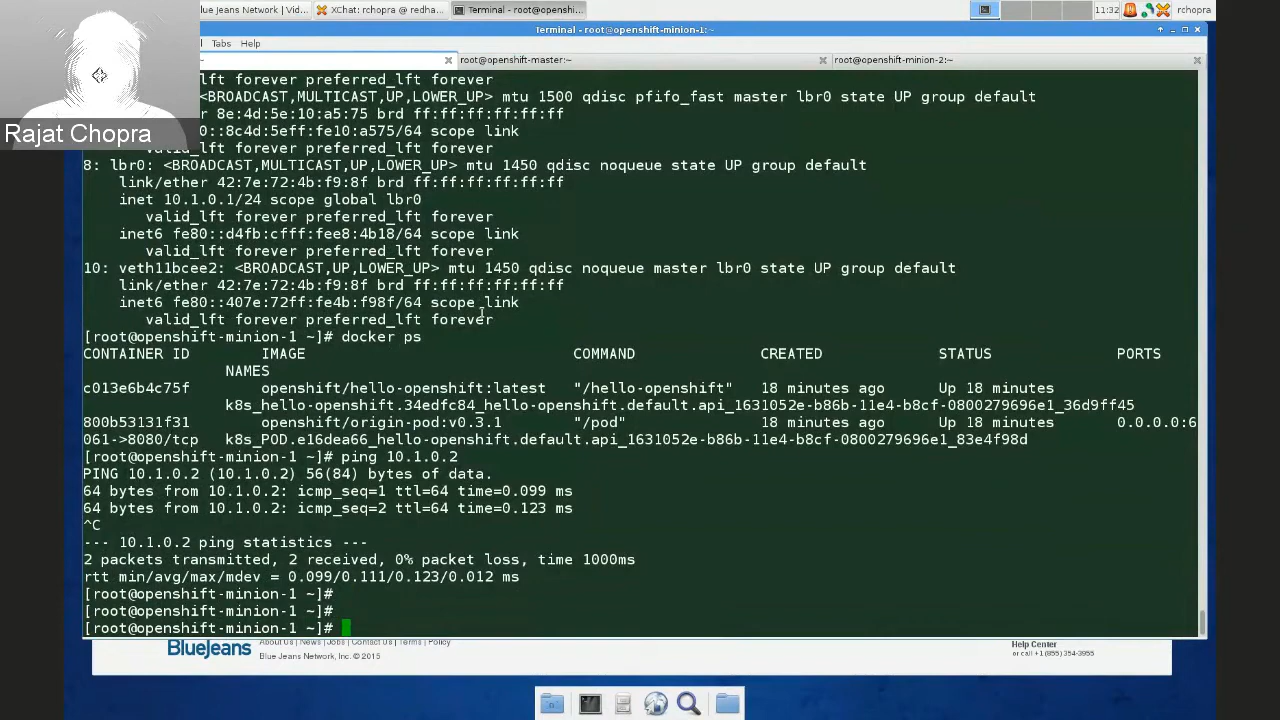 Blue Jeans Network | Vid... XChat: rchopra @ redha... Terminal - root@openshi... 11:32 rchopra
Terminal - root@openshift-minion-1:~
Tabs Help
~ root@openshift-master:~ root@openshift-minion-2:~
Rajat Chopra
_lft forever preferred_lft forever
<BROADCAST,MULTICAST,UP,LOWER_UP> mtu 1500 qdisc pfifo_fast master lbr0 state UP group default
r 8e:4d:5e:10:a5:75 brd ff:ff:ff:ff:ff:ff
0::8c4d:5eff:fe10:a575/64 scope link
valid_lft forever preferred_lft forever
8: lbr0: <BROADCAST,MULTICAST,UP,LOWER_UP> mtu 1450 qdisc noqueue state UP group default
link/ether 42:7e:72:4b:f9:8f brd ff:ff:ff:ff:ff:ff
inet 10.1.0.1/24 scope global lbr0
valid_lft forever preferred_lft forever
inet6 fe80::d4fb:cfff:fee8:4b18/64 scope link
valid_lft forever preferred_lft forever
10: veth11bcee2: <BROADCAST,UP,LOWER_UP> mtu 1450 qdisc noqueue master lbr0 state UP group default
link/ether 42:7e:72:4b:f9:8f brd ff:ff:ff:ff:ff:ff
inet6 fe80::407e:72ff:fe4b:f98f/64 scope link
valid_lft forever preferred_lft forever
[root@openshift-minion-1 ~]# docker ps
CONTAINER ID IMAGE COMMAND CREATED STATUS PORTS
NAMES
c013e6b4c75f openshift/hello-openshift:latest "/hello-openshift" 18 minutes ago Up 18 minutes
k8s_hello-openshift.34edfc84_hello-openshift.default.api_1631052e-b86b-11e4-b8cf-0800279696e1_36d9ff45
800b53131f31 openshift/origin-pod:v0.3.1 "/pod" 18 minutes ago Up 18 minutes 0.0.0.0:6
061->8080/tcp k8s_POD.e16dea66_hello-openshift.default.api_1631052e-b86b-11e4-b8cf-0800279696e1_83e4f98d
[root@openshift-minion-1 ~]# ping 10.1.0.2
PING 10.1.0.2 (10.1.0.2) 56(84) bytes of data.
64 bytes from 10.1.0.2: icmp_seq=1 ttl=64 time=0.099 ms
64 bytes from 10.1.0.2: icmp_seq=2 ttl=64 time=0.123 ms
^C
--- 10.1.0.2 ping statistics ---
2 packets transmitted, 2 received, 0% packet loss, time 1000ms
rtt min/avg/max/mdev = 0.099/0.111/0.123/0.012 ms
[root@openshift-minion-1 ~]#
[root@openshift-minion-1 ~]#
[root@openshift-minion-1 ~]#
About Us | News | Jobs | Contact Us | Terms | Policy
BlueJeans
Blue Jeans Network, Inc. © 2015
Help Center
or call +1 (855) 354-3955